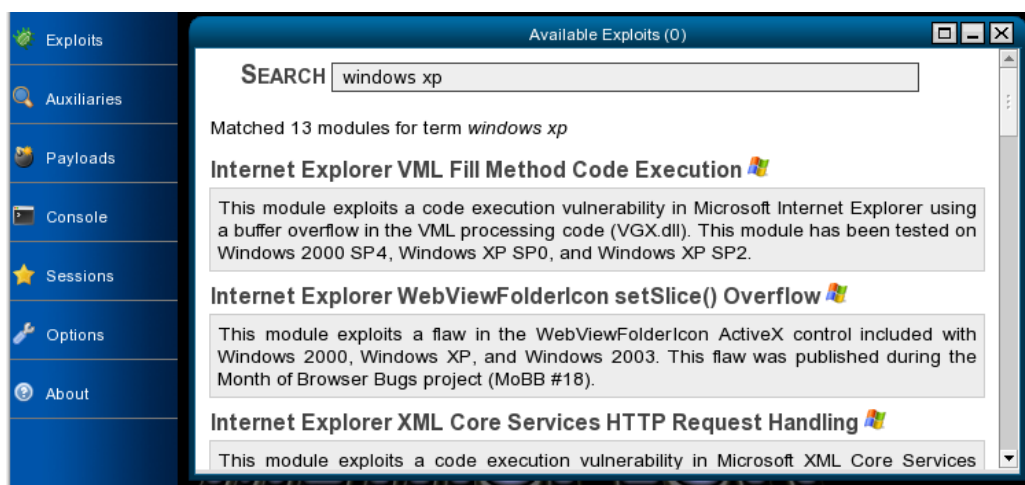 Exploits
Auxiliaries
Payloads
Console
Sessions
Options
About
Available Exploits (0)
SEARCH windows xp
Matched 13 modules for term windows xp
Internet Explorer VML Fill Method Code Execution
This module exploits a code execution vulnerability in Microsoft Internet Explorer using
a buffer overflow in the VML processing code (VGX.dll). This module has been tested on
Windows 2000 SP4, Windows XP SP0, and Windows XP SP2.
Internet Explorer WebViewFolderIcon setSlice() Overflow
This module exploits a flaw in the WebViewFolderIcon ActiveX control included with
Windows 2000, Windows XP, and Windows 2003. This flaw was published during the
Month of Browser Bugs project (MoBB #18).
Internet Explorer XML Core Services HTTP Request Handling
This module exploits a code execution vulnerability in Microsoft XML Core Services